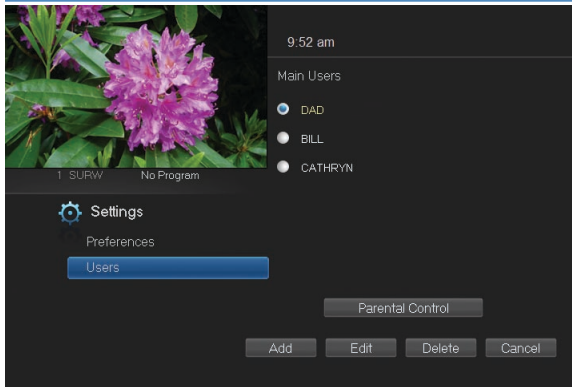 9:52 am
Main Users
DAD
BILL
CATHRYN
1 SURW No Program
Settings
Preferences
Users
Parental Control
Add Edit Delete Cancel